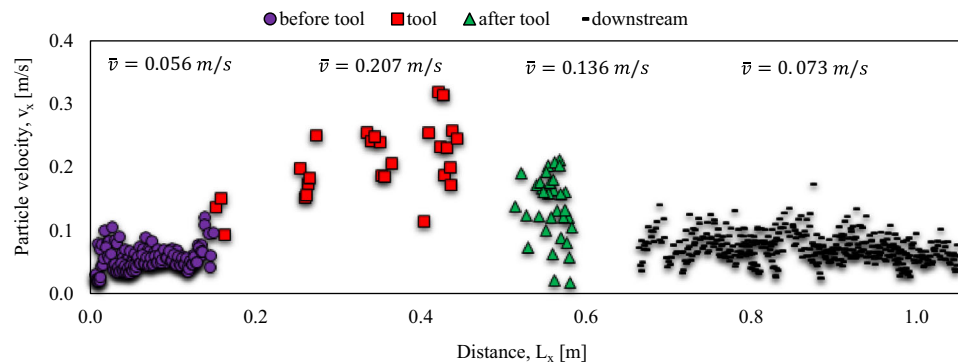 before tool tool after tool downstream
v̄ = 0.056 m/s v̄ = 0.207 m/s v̄ = 0.136 m/s v̄ = 0.073 m/s
Particle velocity, v_x [m/s]
0.4
0.3
0.2
0.1
0.0
0.0 0.2 0.4 0.6 0.8 1.0
Distance, L_x [m]